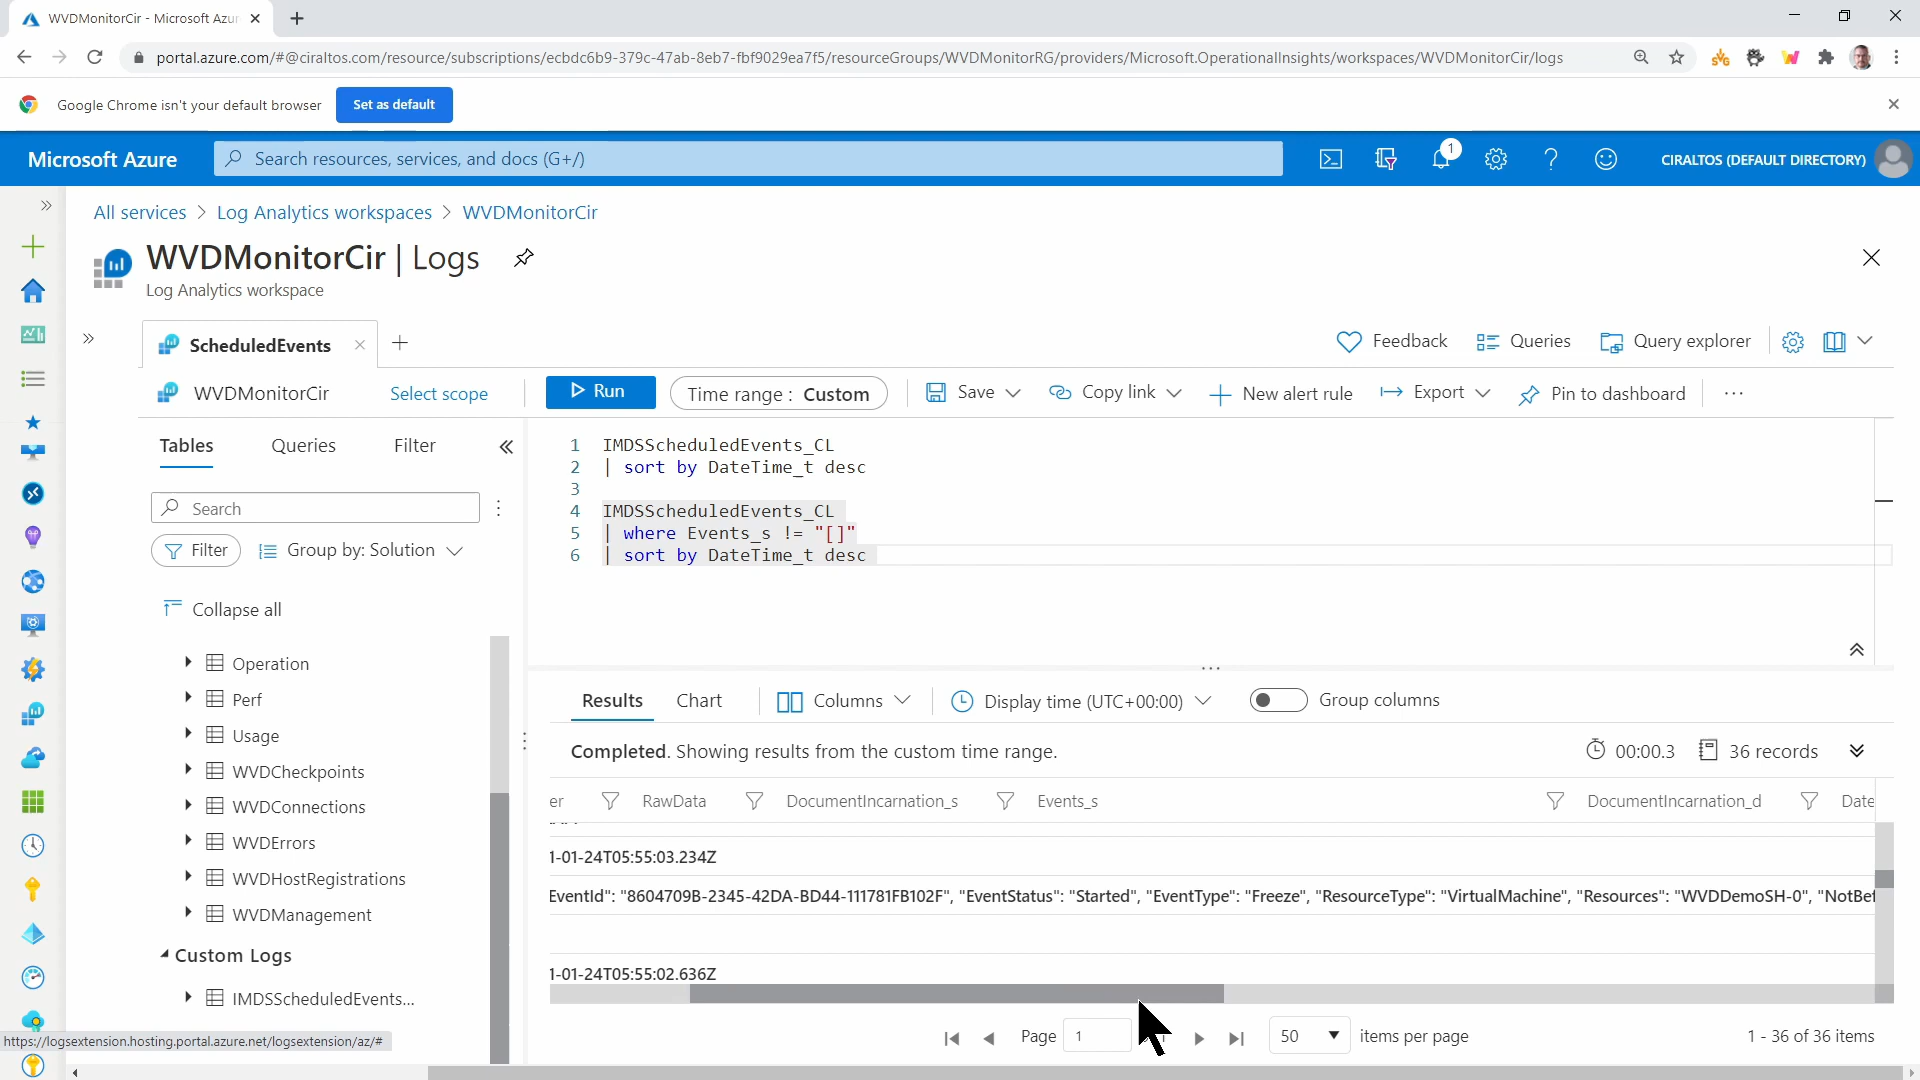 WVDMonitorCir - Microsoft Azur
portal.azure.com/#@ciraltos.com/resource/subscriptions/ecbdc6b9-379c-47ab-8eb7-fbf9029ea7f5/resourceGroups/WVDMonitorRG/providers/Microsoft.OperationalInsights/workspaces/WVDMonitorCir/logs
Google Chrome isn't your default browser
Set as default
Microsoft Azure
Search resources, services, and docs (G+/)
1
CIRALTOS (DEFAULT DIRECTORY)
All services > Log Analytics workspaces > WVDMonitorCir
WVDMonitorCir | Logs
Log Analytics workspace
ScheduledEvents
Feedback
Queries
Query explorer
WVDMonitorCir
Select scope
Run
Time range : Custom
Save
Copy link
New alert rule
Export
Pin to dashboard
Tables
Queries
Filter
Search
Filter
Group by: Solution
Collapse all
Operation
Perf
Usage
WVDCheckpoints
WVDConnections
WVDErrors
WVDHostRegistrations
WVDManagement
Custom Logs
IMDSScheduledEvents...
1 IMDSScheduledEvents_CL
2 | sort by DateTime_t desc
3
4 IMDSScheduledEvents_CL
5 | where Events_s != "[]"
6 | sort by DateTime_t desc
Results
Chart
Columns
Display time (UTC+00:00)
Group columns
Completed. Showing results from the custom time range.
00:00.3
36 records
er
RawData
DocumentIncarnation_s
Events_s
DocumentIncarnation_d
Date
1-01-24T05:55:03.234Z
EventId": "8604709B-2345-42DA-BD44-111781FB102F", "EventStatus": "Started", "EventType": "Freeze", "ResourceType": "VirtualMachine", "Resources": "WVDDemoSH-0", "NotBef
1-01-24T05:55:02.636Z
Page 1
50
items per page
1 - 36 of 36 items
https://logsextension.hosting.portal.azure.net/logsextension/az/#